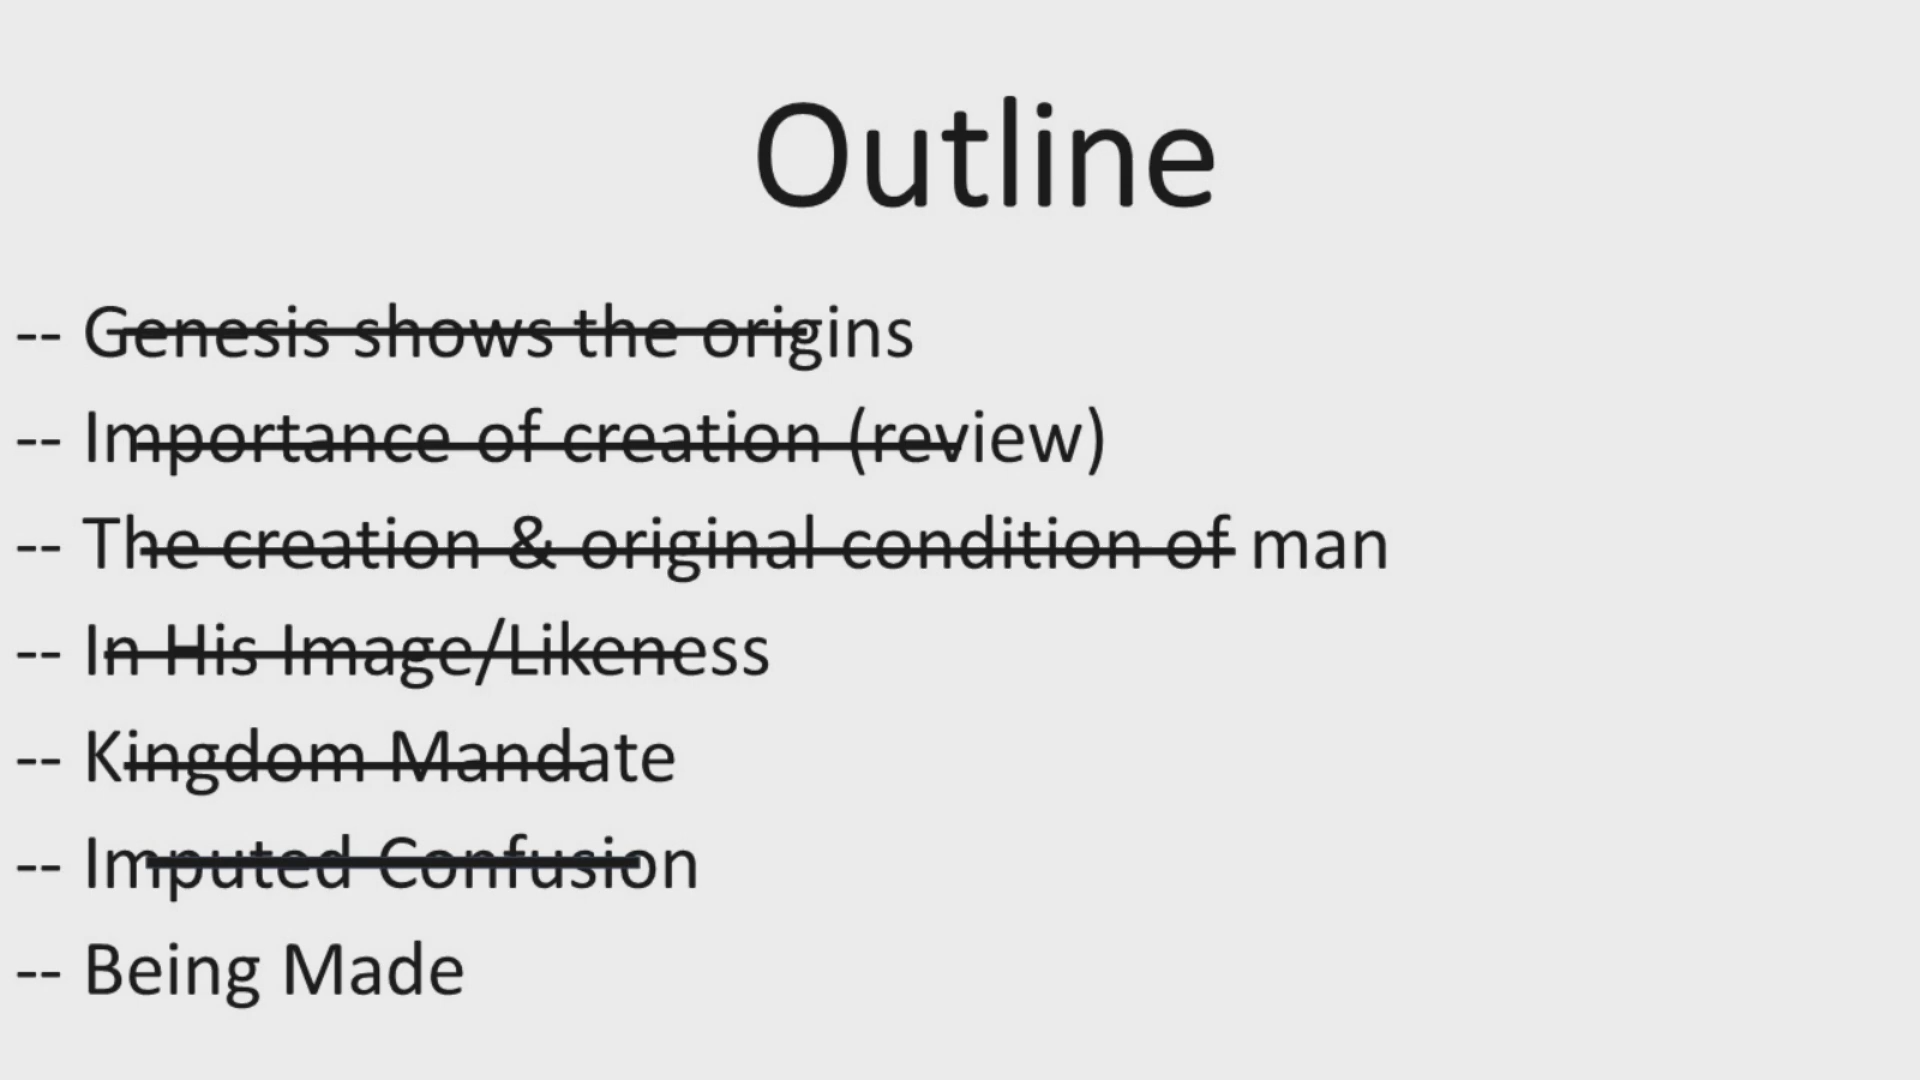 Outline
-- Genesis shows the origins
-- Importance of creation (review)
-- The creation & original condition of man
-- In His Image/Likeness
-- Kingdom Mandate
-- Imputed Confusion
-- Being Made